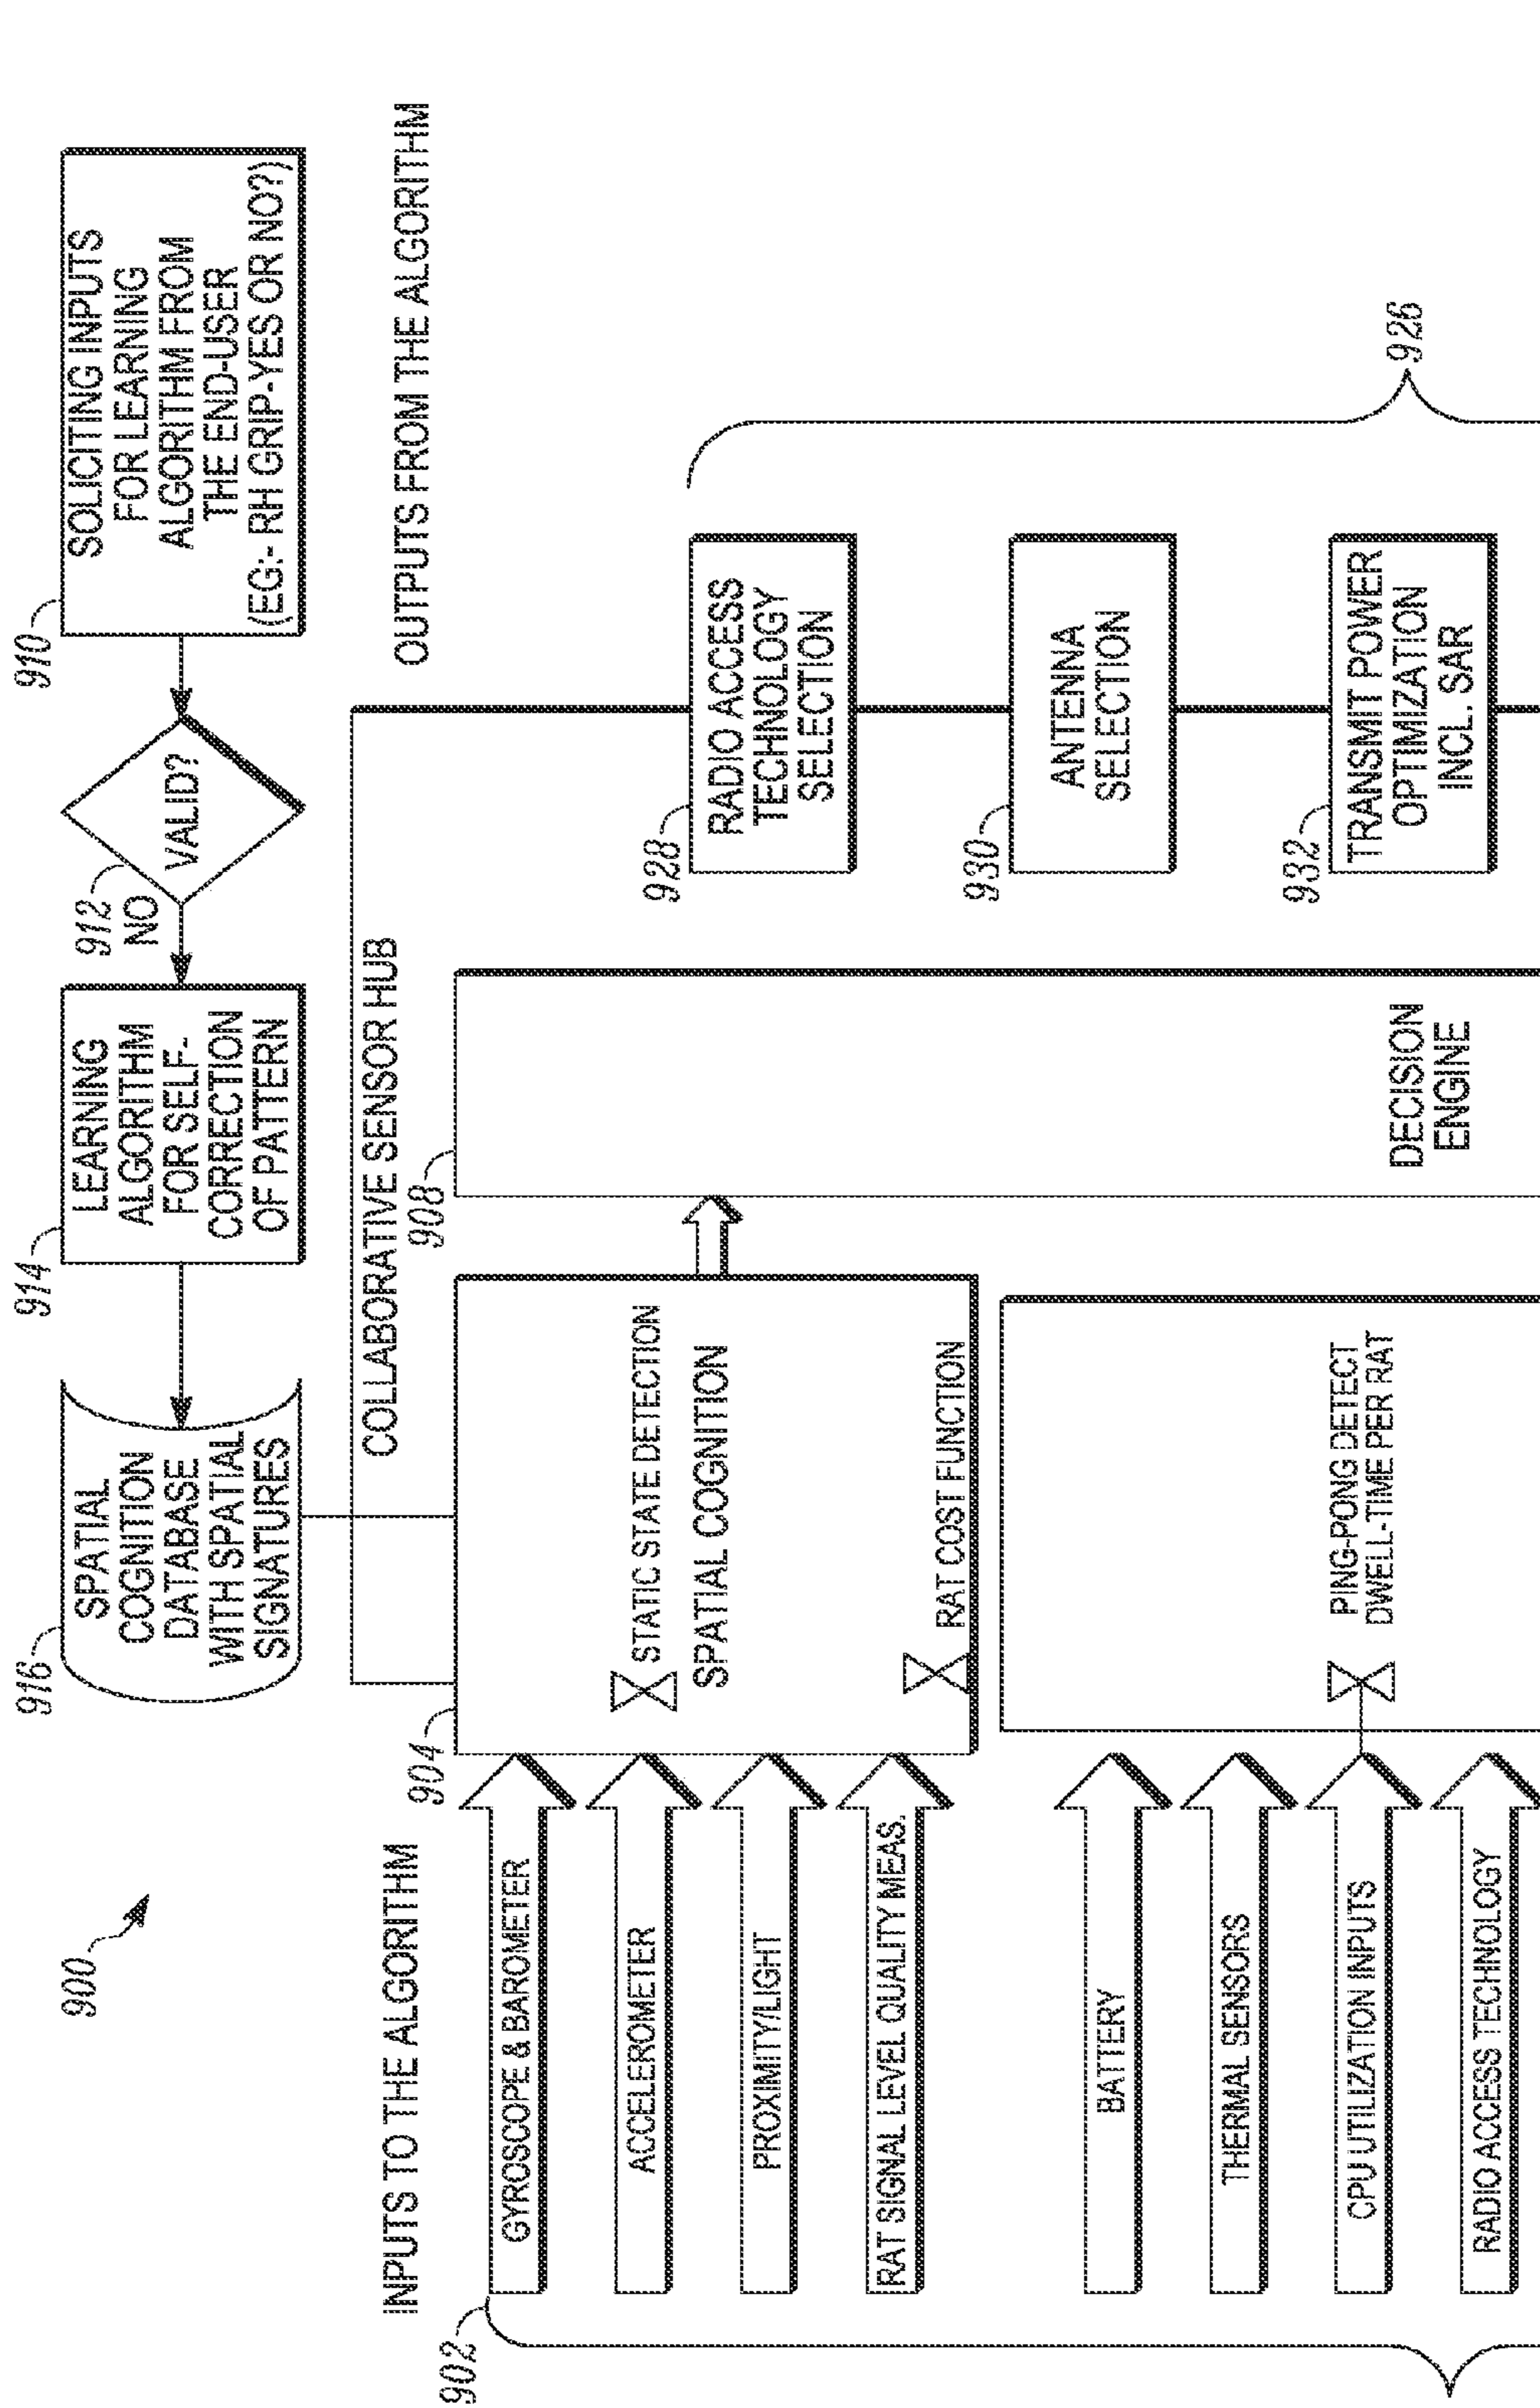 900
916
SPATIAL
COGNITION
DATABASE
WITH SPATIAL
SIGNATURES
914
LEARNING
ALGORITHM
FOR SELF-
CORRECTION
OF PATTERN
912
NO
VALID?
910
SOLICITING INPUTS
FOR LEARNING
ALGORITHM FROM
THE END-USER
(EG:- RH GRIP-YES OR NO?)
INPUTS TO THE ALGORITHM
COLLABORATIVE SENSOR HUB
OUTPUTS FROM THE ALGORITHM
902
GYROSCOPE & BAROMETER
ACCELEROMETER
PROXIMITY/LIGHT
RAT SIGNAL LEVEL QUALITY MEAS.
BATTERY
THERMAL SENSORS
CPU UTILIZATION INPUTS
RADIO ACCESS TECHNOLOGY
904
STATIC STATE DETECTION
SPATIAL COGNITION
RAT COST FUNCTION
PING-PONG DETECT
DWELL-TIME PER RAT
908
DECISION
ENGINE
928
RADIO ACCESS
TECHNOLOGY
SELECTION
930
ANTENNA
SELECTION
932
TRANSMIT POWER
OPTIMIZATION
INCL. SAR
926